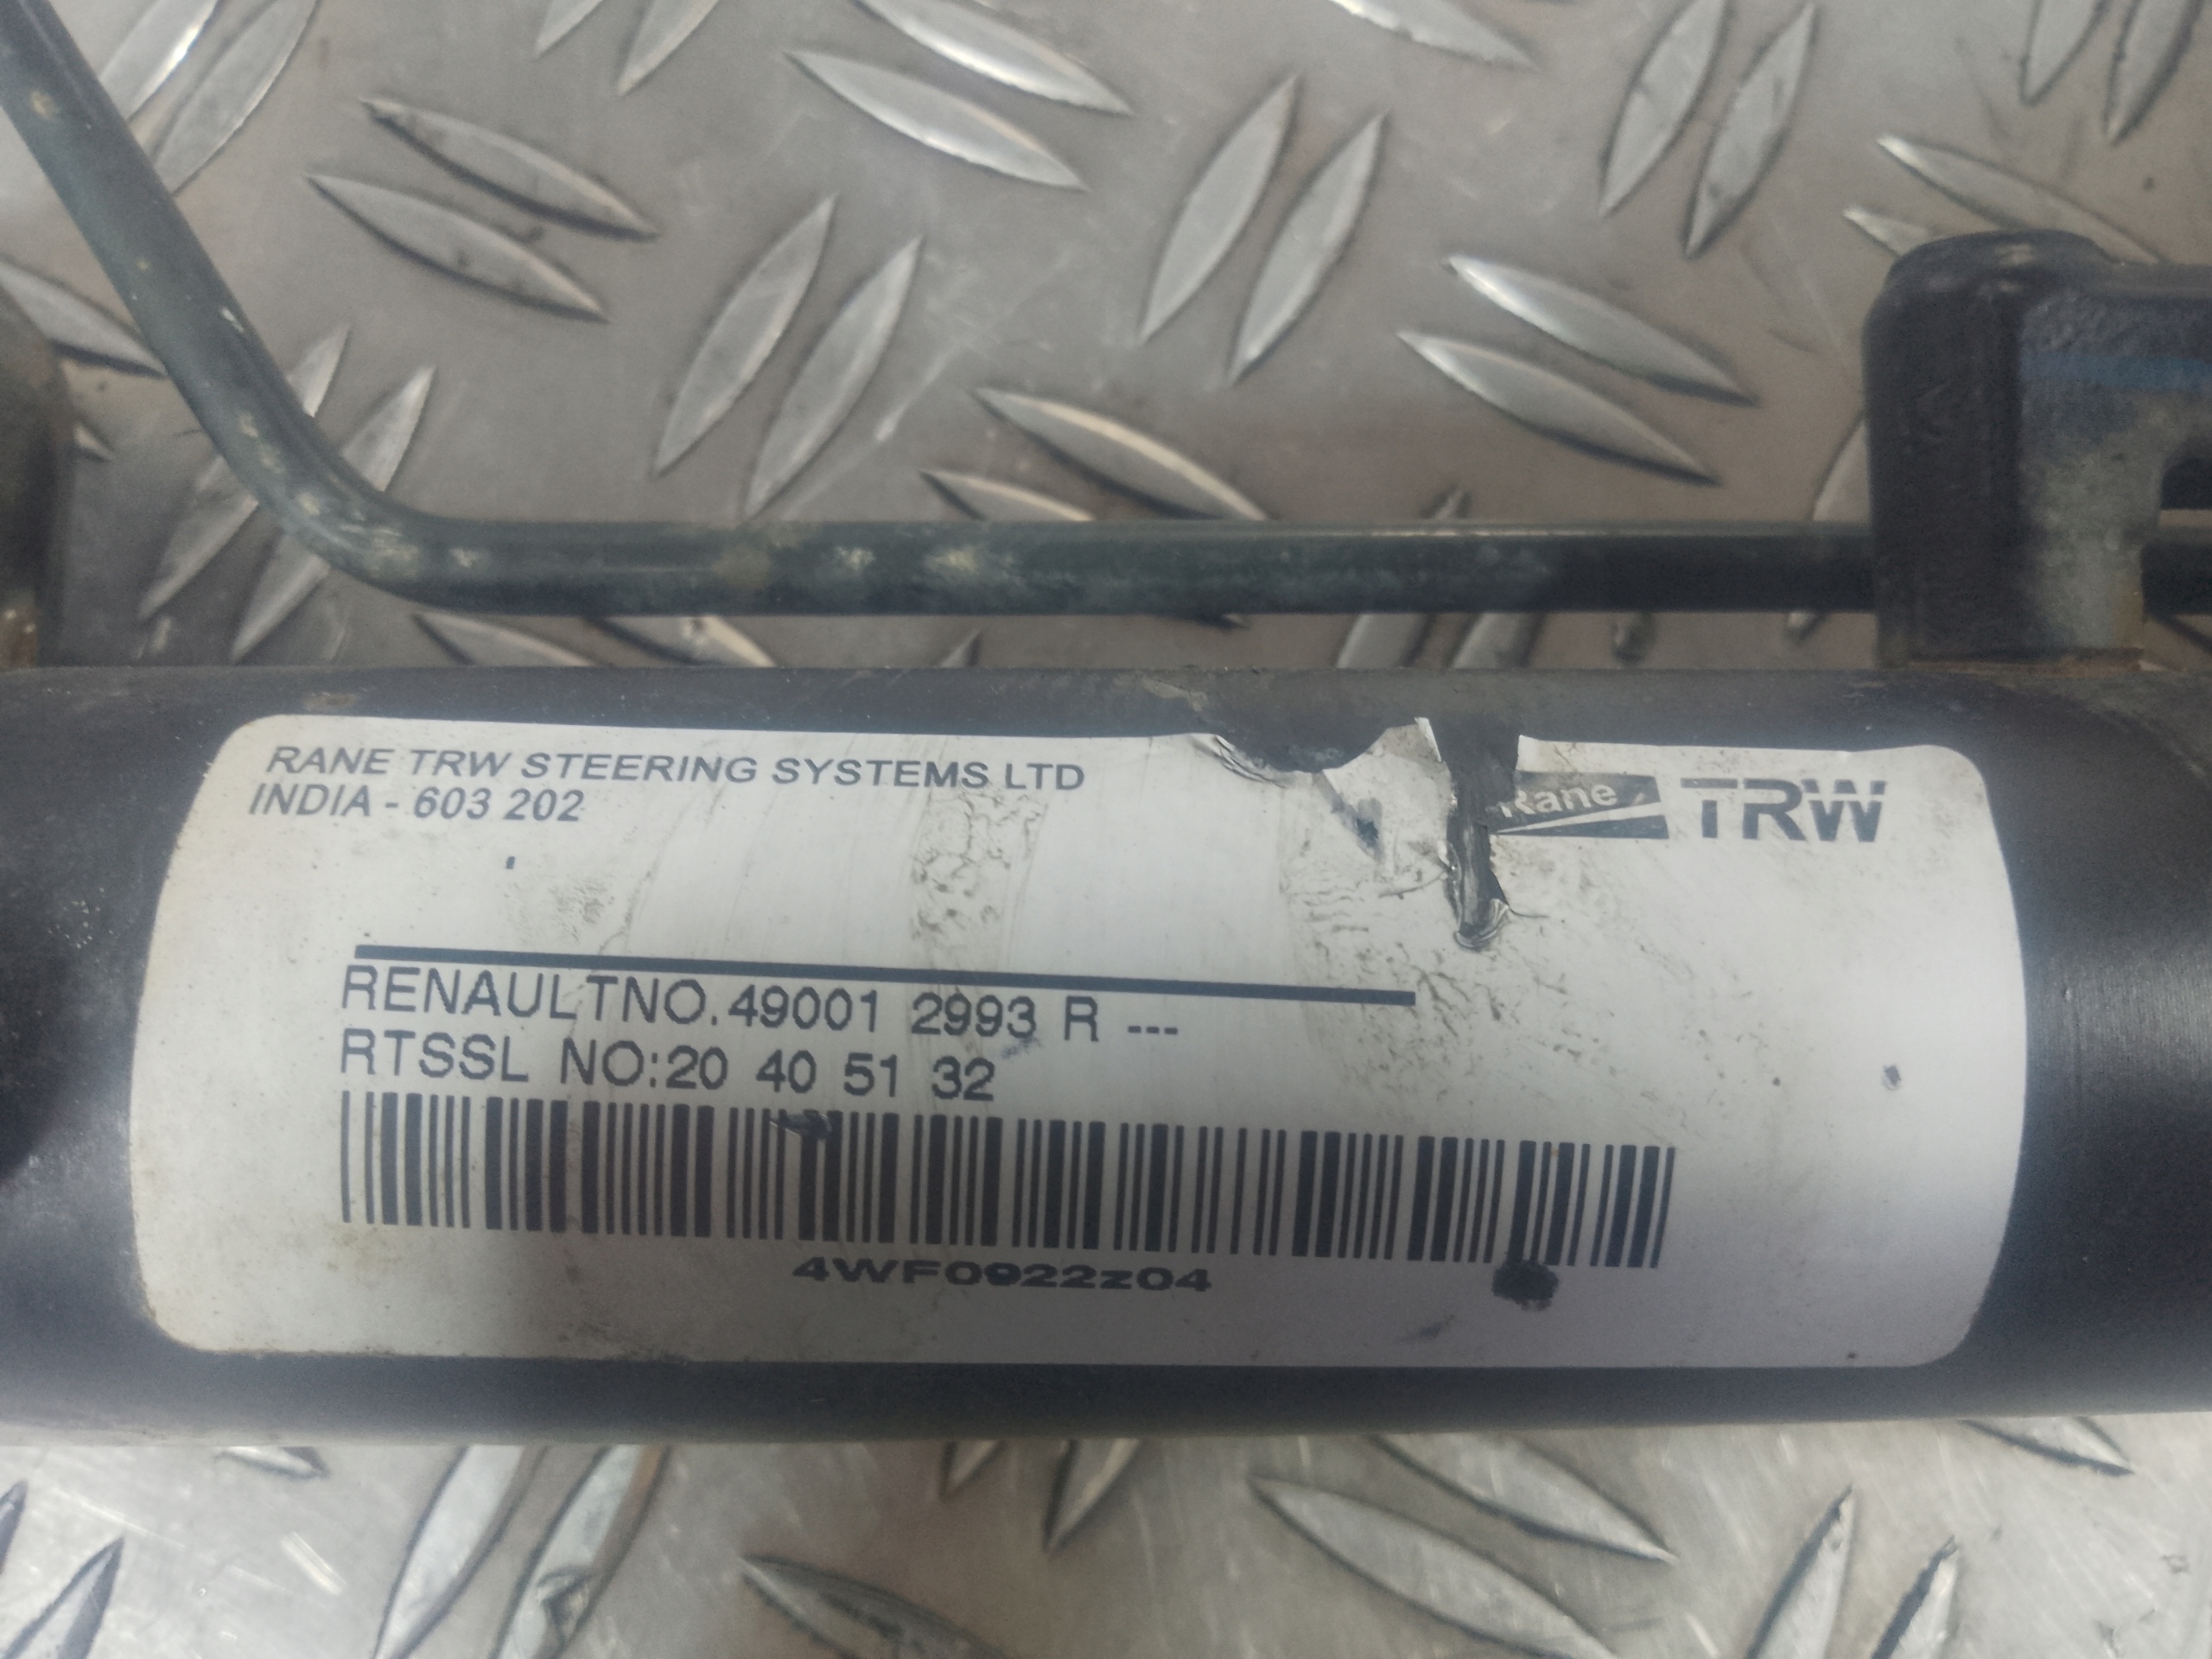 RANE TRW STEERING SYSTEMS LTD
INDIA - 603 202
Rane TRW
RENAULTNO.49001 2993 R ---
RTSSL NO:20 40 51 32
4WF0922z04